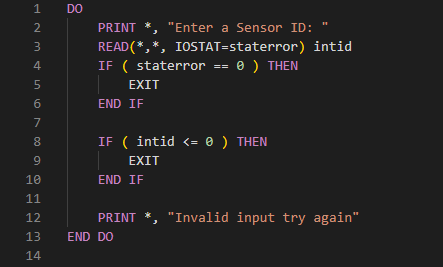 1 DO
2 PRINT *, "Enter a Sensor ID: "
3 READ(*,*, IOSTAT=staterror) intid
4 IF ( staterror == 0 ) THEN
5 EXIT
6 END IF
7
8 IF ( intid <= 0 ) THEN
9 EXIT
10 END IF
11
12 PRINT *, "Invalid input try again"
13 END DO
14